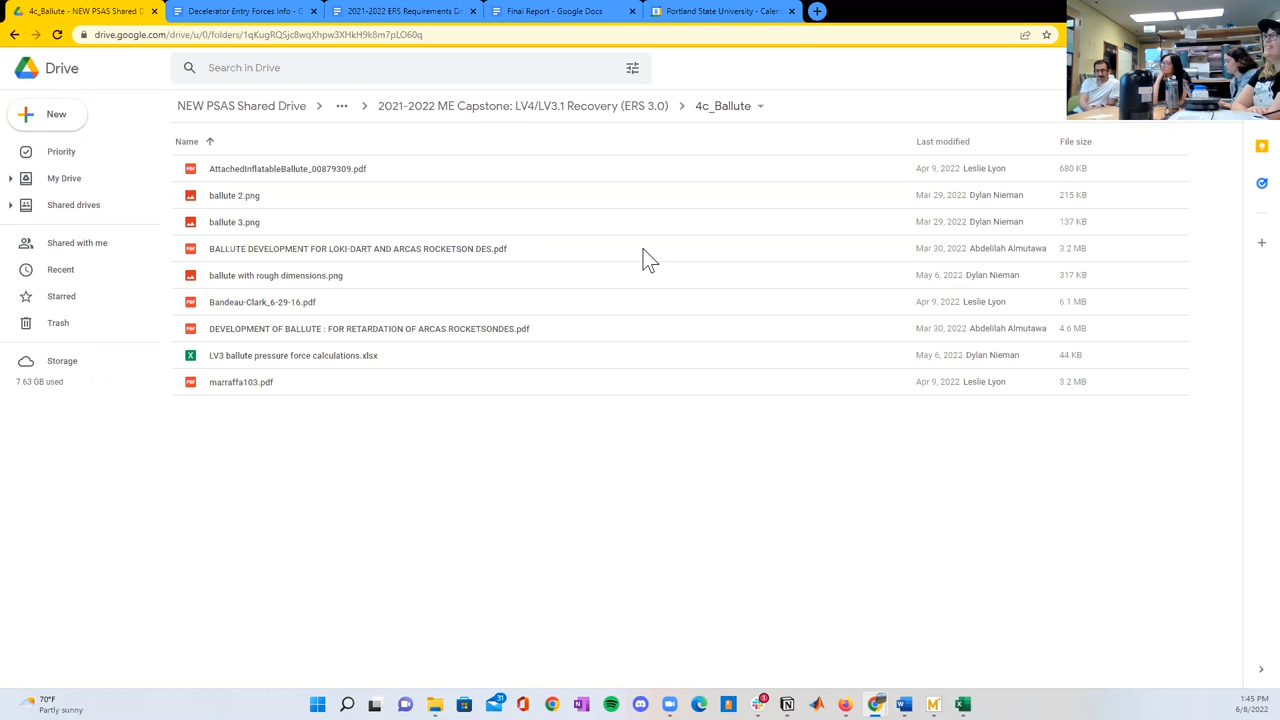 4c_Ballute - NEW PSAS Shared D
Decelerator Entry Forces Info - G
2021-2022 ERS Requirements Do
Final Report - Google Docs
Portland State University - Calen
drive.google.com/drive/u/0/folders/1qKugRQSjc8wqXhpw3XHkH9k8m7pLO60q
Drive
Search in Drive
New
NEW PSAS Shared Drive
2021-2022 ME Capstone: LV4/LV3.1 Recovery (ERS 3.0)
4c_Ballute
Name
Last modified
File size
Priority
My Drive
Shared drives
Shared with me
Recent
Starred
Trash
Storage
7.63 GB used
AttachedInflatableBallute_00879309.pdf Apr 9, 2022 Leslie Lyon 680 KB
ballute 2.png Mar 29, 2022 Dylan Nieman 215 KB
ballute 3.png Mar 29, 2022 Dylan Nieman 137 KB
BALLUTE DEVELOPMENT FOR LOKI-DART AND ARCAS ROCKETSON DES.pdf Mar 30, 2022 Abdelilah Almutawa 3.2 MB
ballute with rough dimensions.png May 6, 2022 Dylan Nieman 317 KB
Bandeau-Clark_6-29-16.pdf Apr 9, 2022 Leslie Lyon 6.1 MB
DEVELOPMENT OF BALLUTE : FOR RETARDATION OF ARCAS ROCKETSONDES.pdf Mar 30, 2022 Abdelilah Almutawa 4.6 MB
LV3 ballute pressure force calculations.xlsx May 6, 2022 Dylan Nieman 44 KB
marraffa103.pdf Apr 9, 2022 Leslie Lyon 3.2 MB
70°F
Partly sunny
31
1:45 PM
6/8/2022